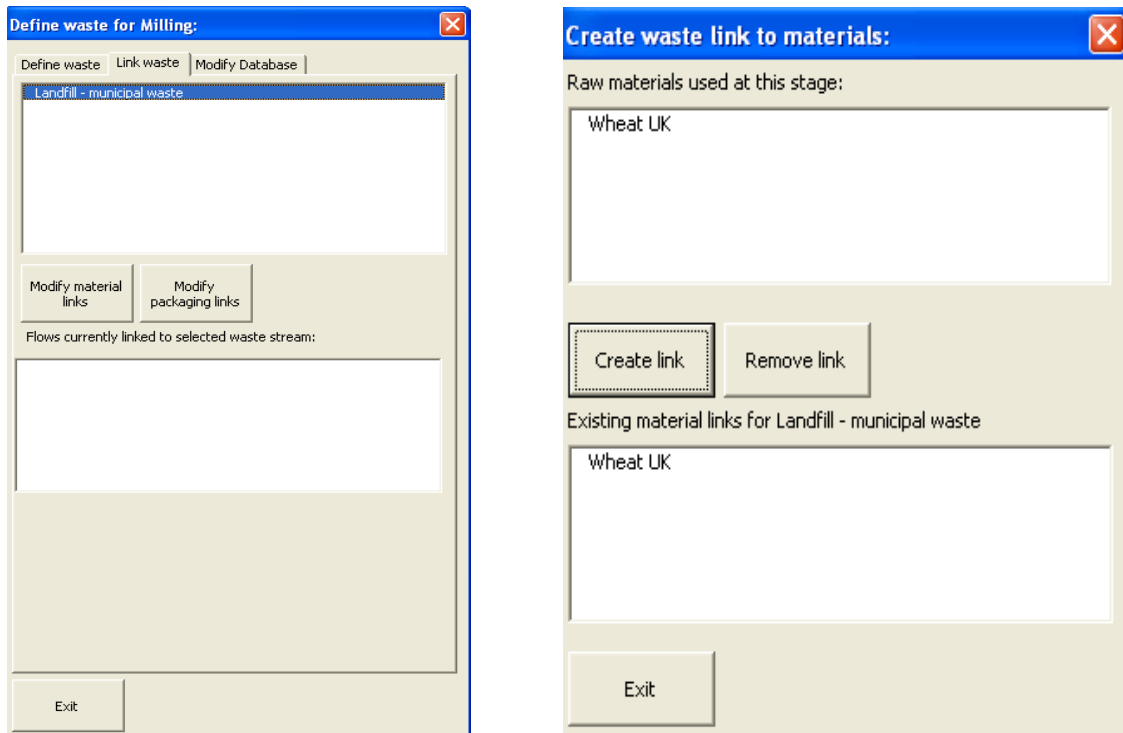 Define waste for Milling:
Define waste
Link waste
Modify Database
Landfill - municipal waste
Modify material
links
Modify
packaging links
Flows currently linked to selected waste stream:
Exit
Create waste link to materials:
Raw materials used at this stage:
Wheat UK
Create link
Remove link
Existing material links for Landfill - municipal waste
Wheat UK
Exit